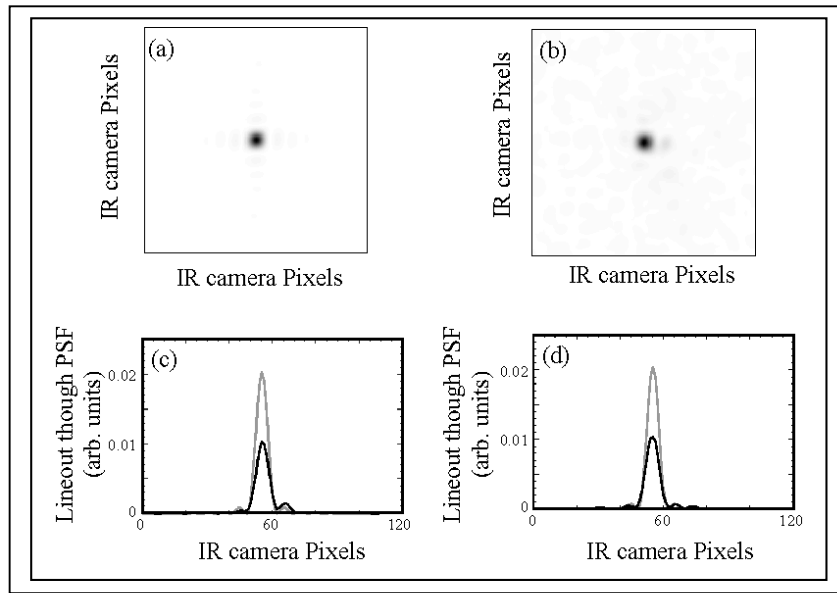 (a)
IR camera Pixels
IR camera Pixels
(b)
IR camera Pixels
IR camera Pixels
(c)
Lineout though PSF
(arb. units)
0.02
0.01
0
0
60
120
IR camera Pixels
(d)
Lineout though PSF
(arb. units)
0.02
0.01
0
0
60
120
IR camera Pixels